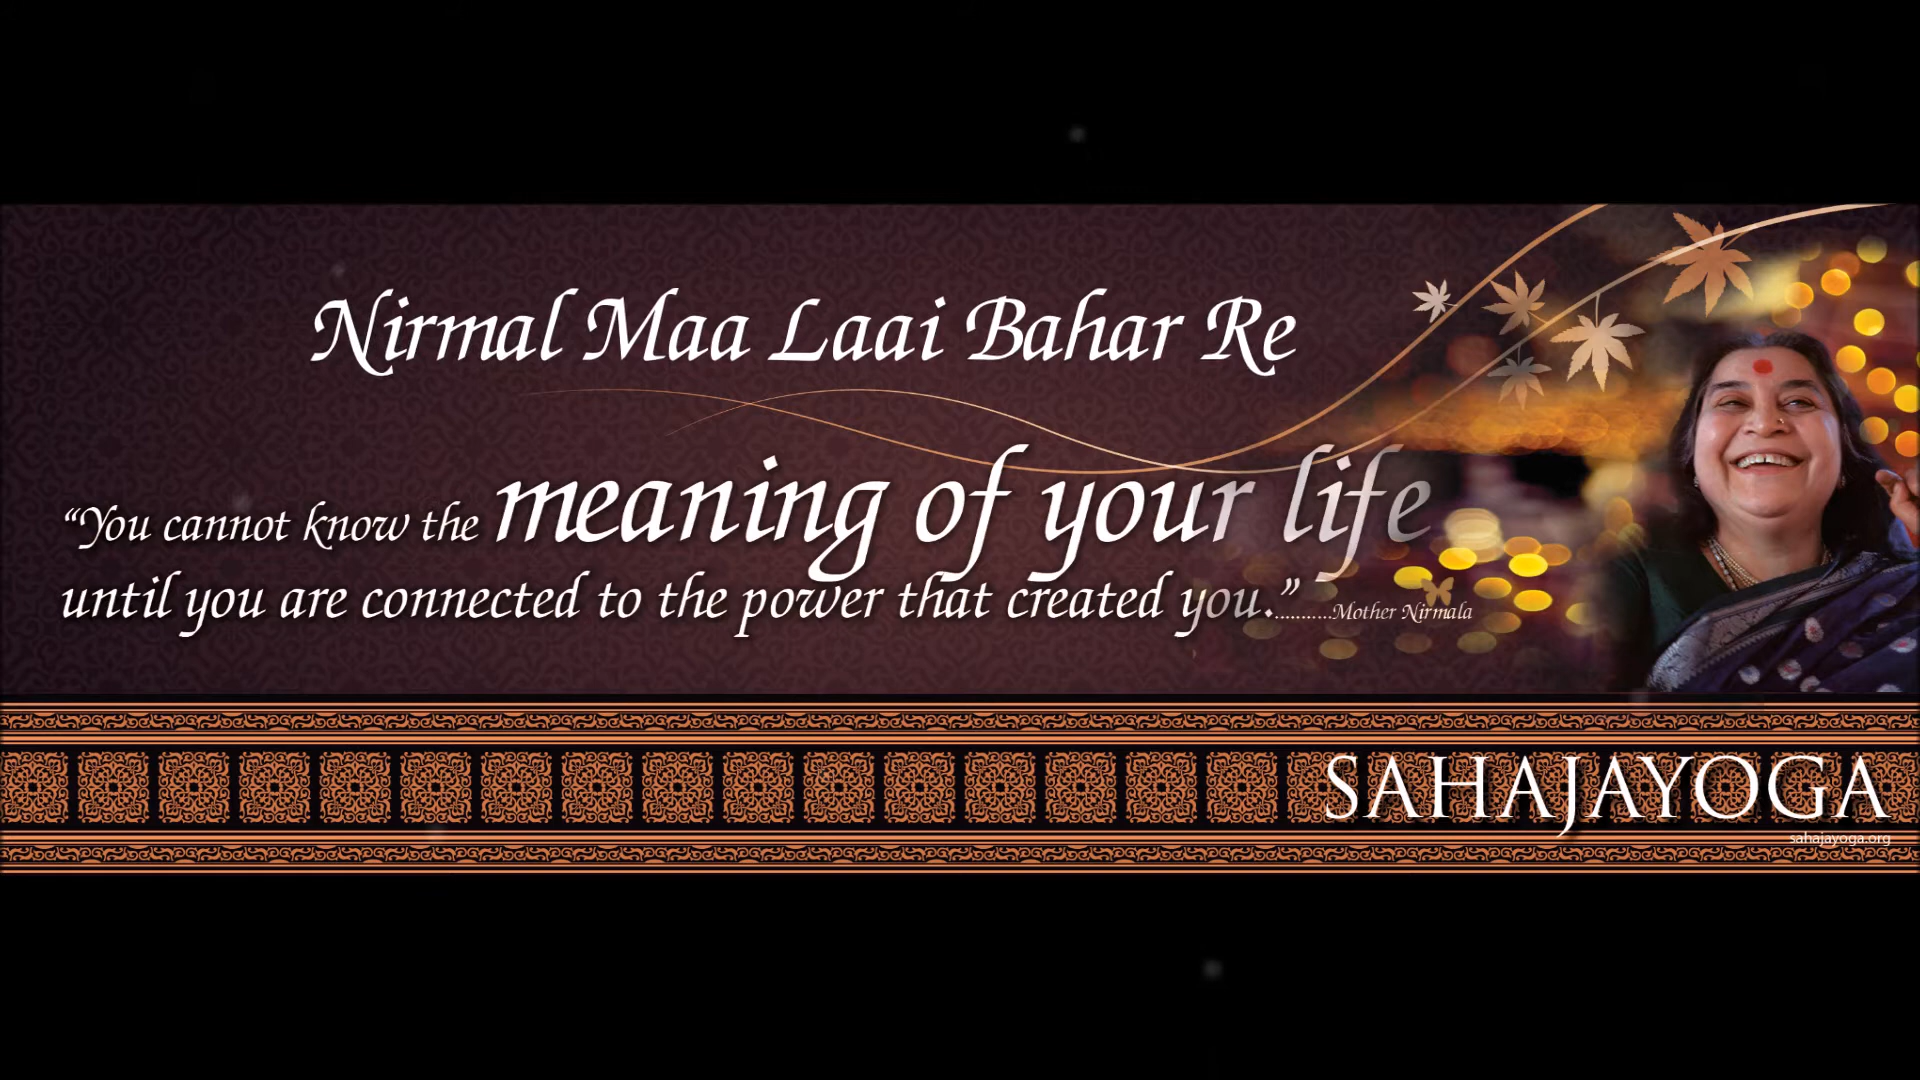 Nirmal Maa Laai Bahar Re
“You cannot know the meaning of your life
until you are connected to the power that created you.”...........Mother Nirmala
SAHAJAYOGA
sahajayoga.org